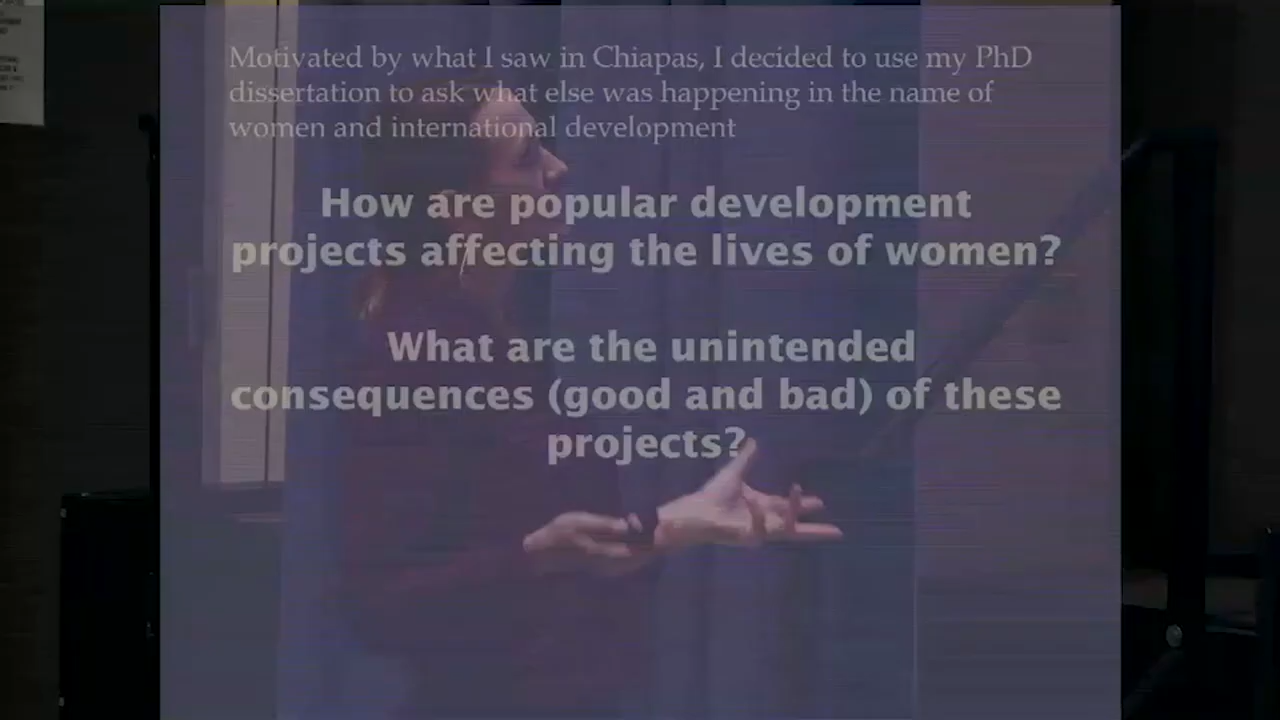 Motivated by what I saw in Chiapas, I decided to use my PhD
dissertation to ask what else was happening in the name of
women and international development
How are popular development
projects affecting the lives of women?
What are the unintended
consequences (good and bad) of these
projects?